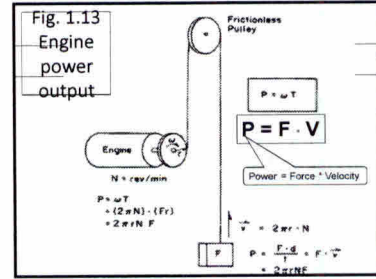 Fig. 1.13
Engine
power
output
Frictionless
Pulley
P = ω T
P = F · V
Power = Force * Velocity
Engine
N = rev/min
P = ωT
= (2πN) · (Fr)
= 2πrN F
v = 2πr · N
P = F·d / t = F · v
= 2πrNF
F